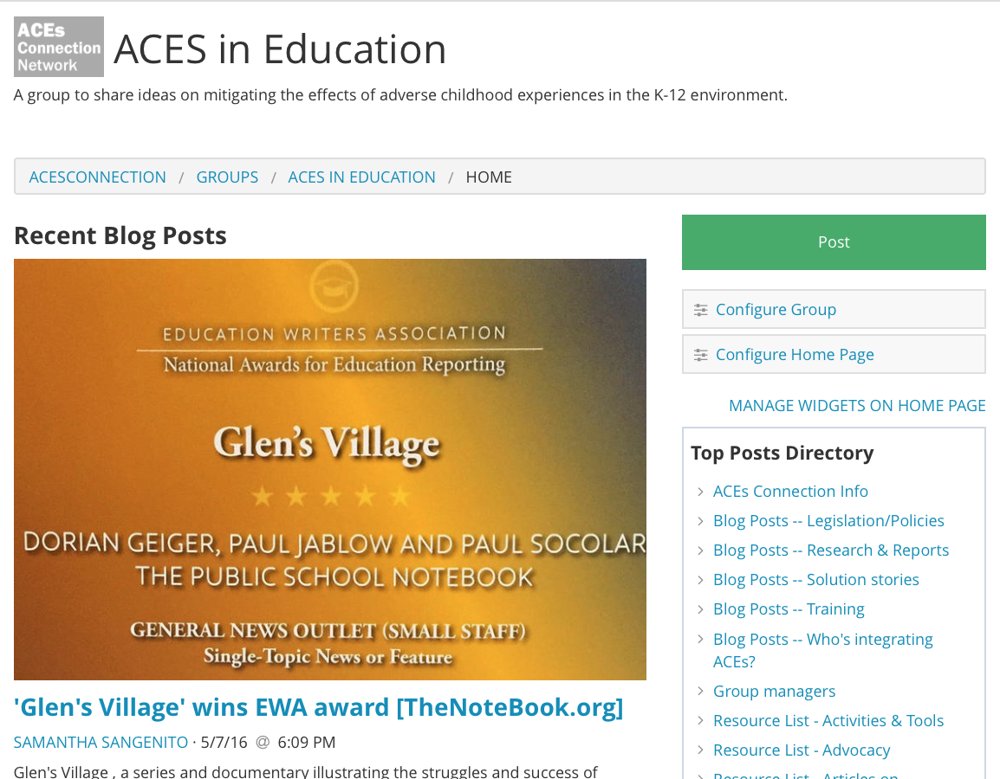 ACEs
Connection
Network
ACES in Education
A group to share ideas on mitigating the effects of adverse childhood experiences in the K-12 environment.
ACESCONNECTION / GROUPS / ACES IN EDUCATION / HOME
Recent Blog Posts
EDUCATION WRITERS ASSOCIATION
National Awards for Education Reporting
Glen's Village
DORIAN GEIGER, PAUL JABLOW AND PAUL SOCOLAR
THE PUBLIC SCHOOL NOTEBOOK
GENERAL NEWS OUTLET (SMALL STAFF)
Single-Topic News or Feature
'Glen's Village' wins EWA award [TheNoteBook.org]
SAMANTHA SANGENITO · 5/7/16 @ 6:09 PM
Glen's Village , a series and documentary illustrating the struggles and success of
Post
Configure Group
Configure Home Page
MANAGE WIDGETS ON HOME PAGE
Top Posts Directory
ACEs Connection Info
Blog Posts -- Legislation/Policies
Blog Posts -- Research & Reports
Blog Posts -- Solution stories
Blog Posts -- Training
Blog Posts -- Who's integrating
ACEs?
Group managers
Resource List - Activities & Tools
Resource List - Advocacy
Resource List - Articles on